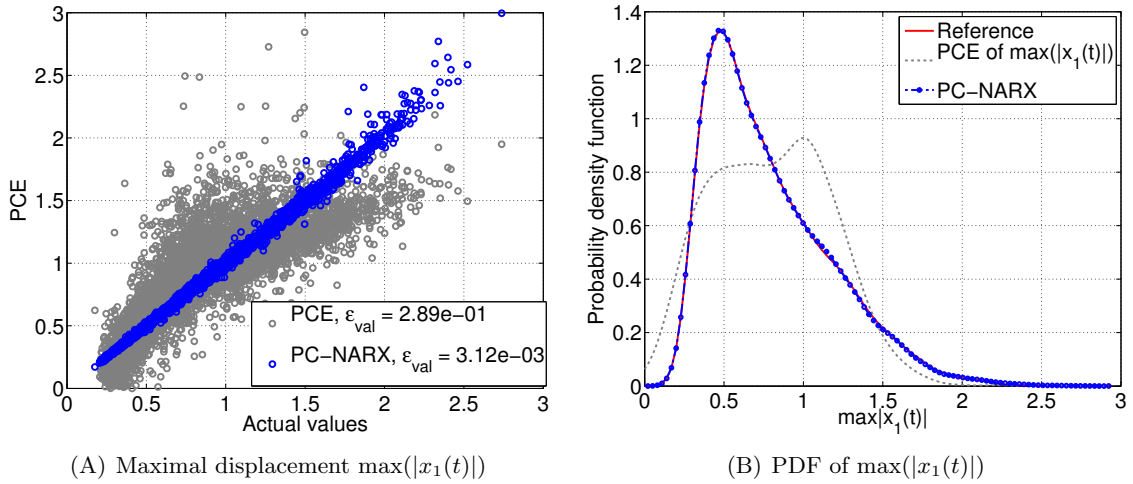 3
2.5
2
1.5
1
0.5
0
PCE
PCE, ε_val = 2.89e−01
PC−NARX, ε_val = 3.12e−03
0 0.5 1 1.5 2 2.5 3
Actual values
(A) Maximal displacement max(|x_1(t)|)
1.4
1.2
1
0.8
0.6
0.4
0.2
0
Probability density function
Reference
PCE of max(|x_1(t)|)
PC−NARX
0 0.5 1 1.5 2 2.5 3
max|x_1(t)|
(B) PDF of max(|x_1(t)|)